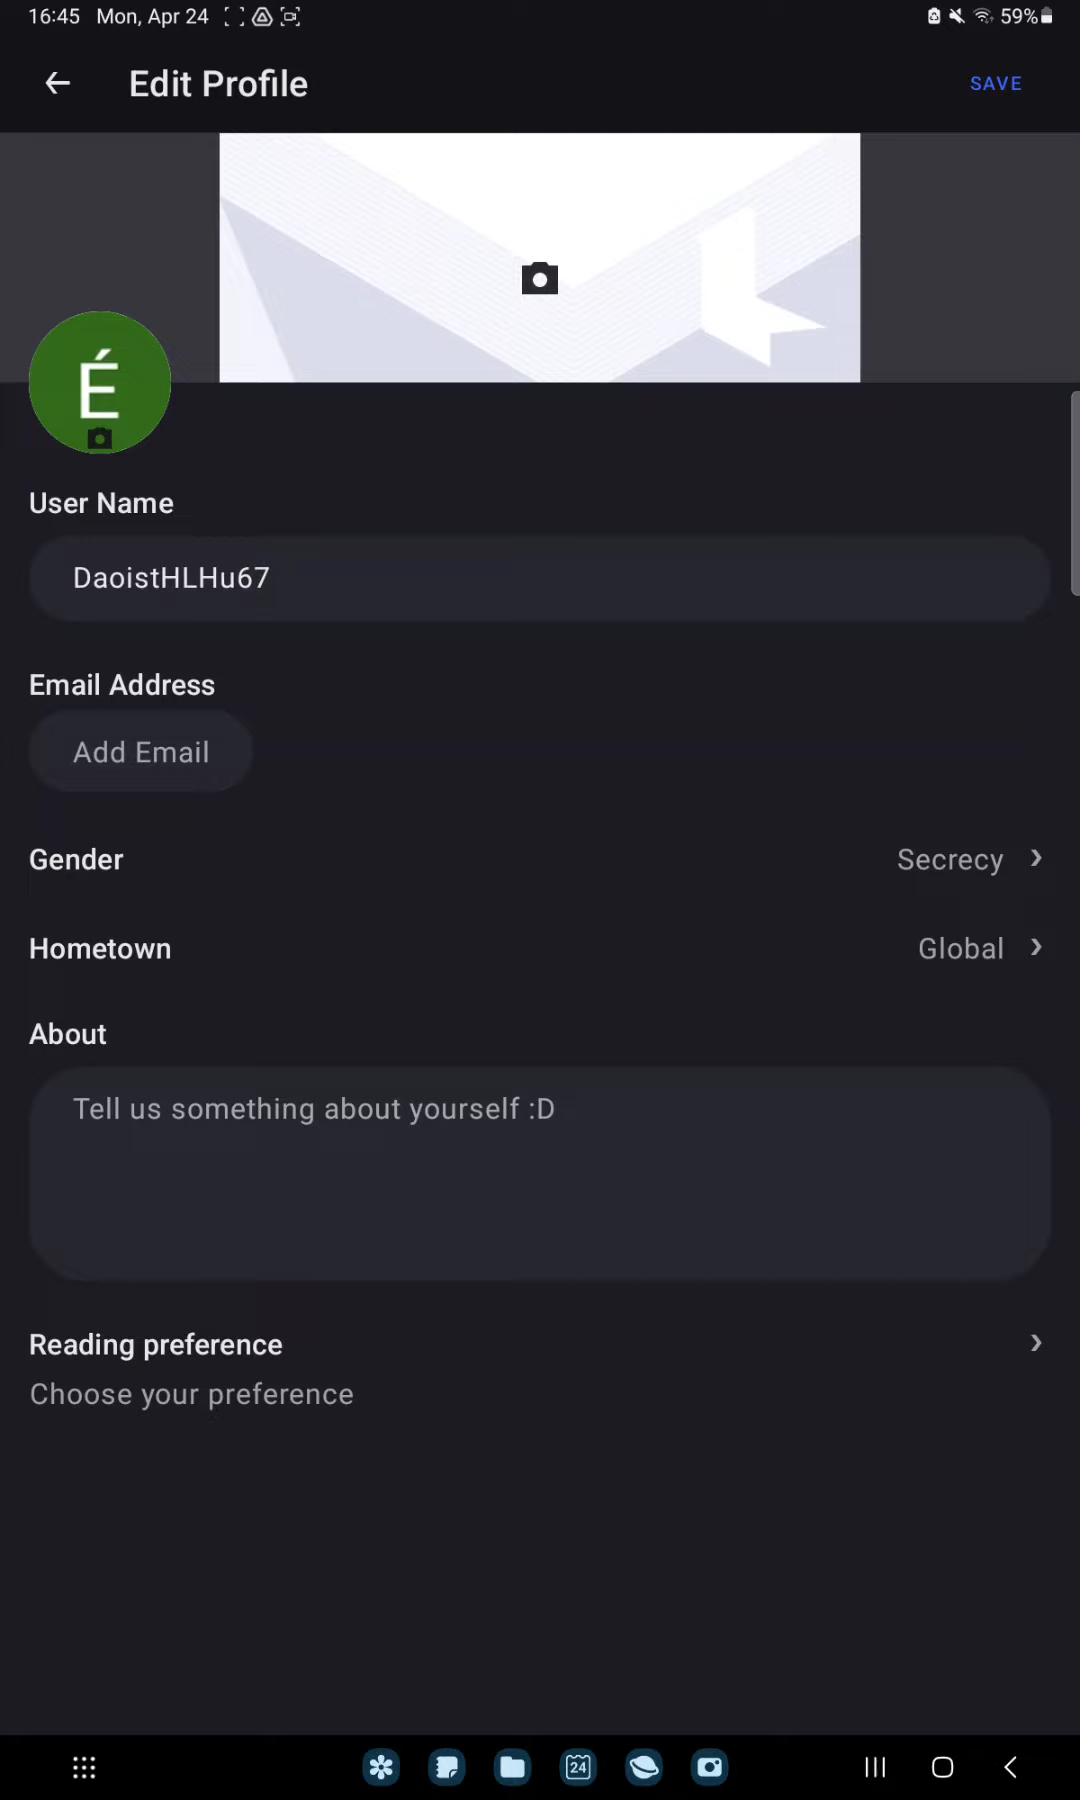 16:45 Mon, Apr 24
59%
Edit Profile
SAVE
É
User Name
DaoistHLHu67
Email Address
Add Email
Gender
Secrecy
Hometown
Global
About
Tell us something about yourself :D
Reading preference
Choose your preference
24